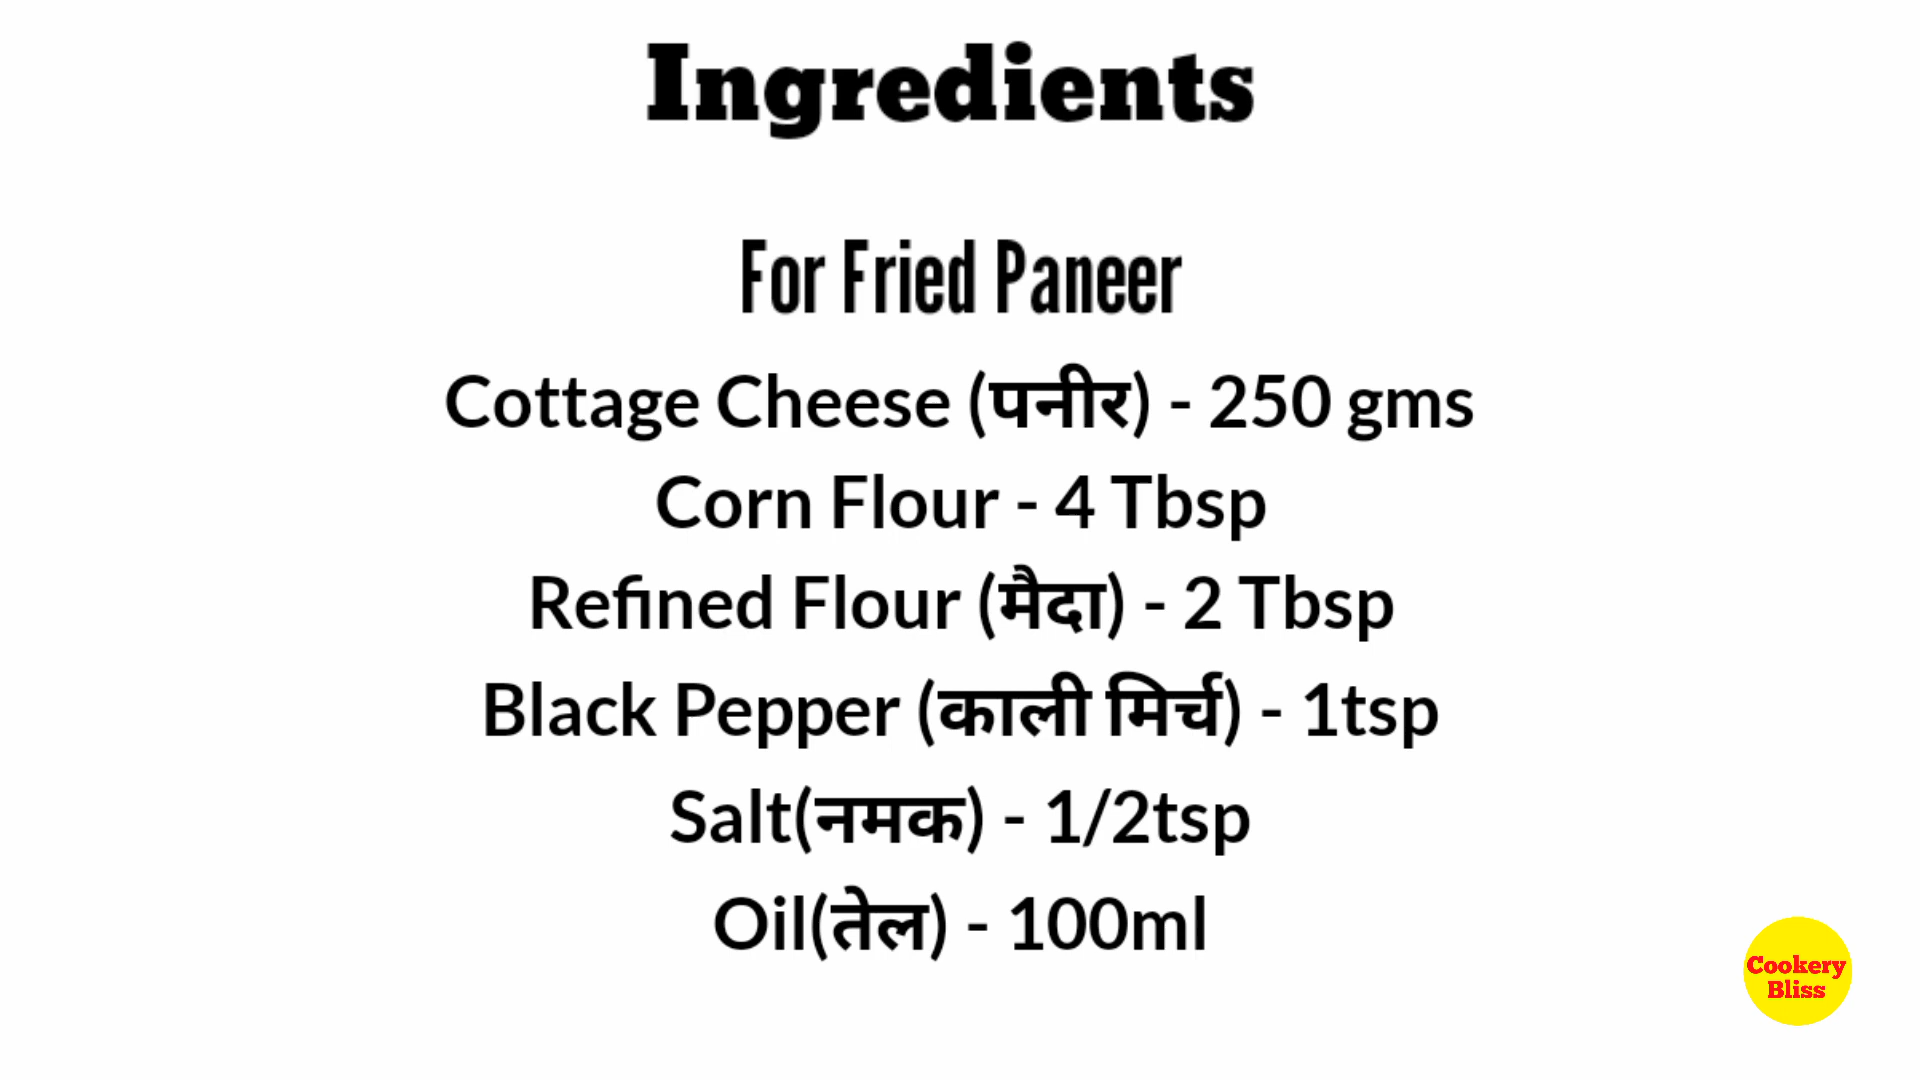 Ingredients
For Fried Paneer
Cottage Cheese (पनीर) - 250 gms
Corn Flour - 4 Tbsp
Refined Flour (मैदा) - 2 Tbsp
Black Pepper (काली मिर्च) - 1tsp
Salt(नमक) - 1/2tsp
Oil(तेल) - 100ml
Cookery
Bliss